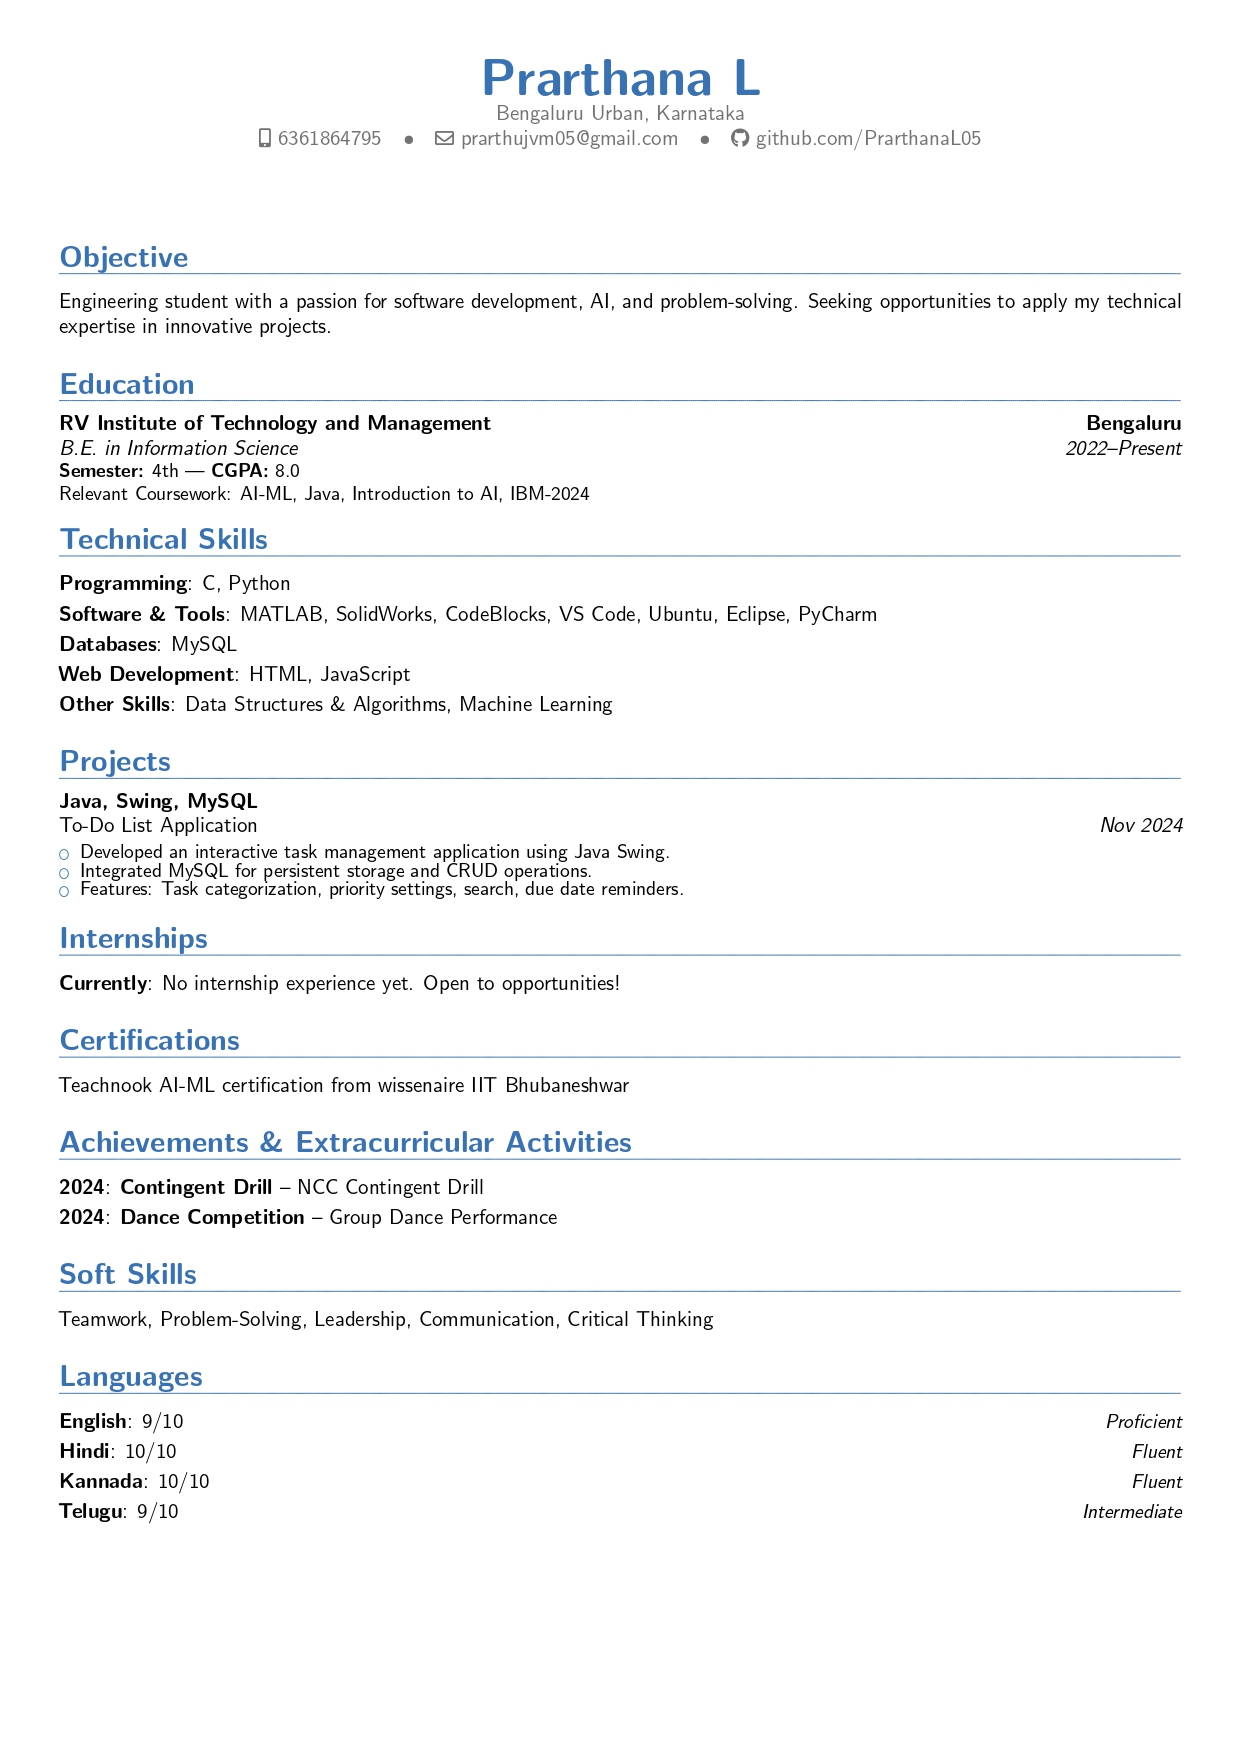 Prarthana L
Bengaluru Urban, Karnataka
6361864795 • prarthujvm05@gmail.com • github.com/PrarthanaL05
Objective
Engineering student with a passion for software development, AI, and problem-solving. Seeking opportunities to apply my technical
expertise in innovative projects.
Education
RV Institute of Technology and Management Bengaluru
B.E. in Information Science 2022–Present
Semester: 4th — CGPA: 8.0
Relevant Coursework: AI-ML, Java, Introduction to AI, IBM-2024
Technical Skills
Programming: C, Python
Software & Tools: MATLAB, SolidWorks, CodeBlocks, VS Code, Ubuntu, Eclipse, PyCharm
Databases: MySQL
Web Development: HTML, JavaScript
Other Skills: Data Structures & Algorithms, Machine Learning
Projects
Java, Swing, MySQL
To-Do List Application Nov 2024
○ Developed an interactive task management application using Java Swing.
○ Integrated MySQL for persistent storage and CRUD operations.
○ Features: Task categorization, priority settings, search, due date reminders.
Internships
Currently: No internship experience yet. Open to opportunities!
Certifications
Teachnook AI-ML certification from wissenaire IIT Bhubaneshwar
Achievements & Extracurricular Activities
2024: Contingent Drill – NCC Contingent Drill
2024: Dance Competition – Group Dance Performance
Soft Skills
Teamwork, Problem-Solving, Leadership, Communication, Critical Thinking
Languages
English: 9/10 Proficient
Hindi: 10/10 Fluent
Kannada: 10/10 Fluent
Telugu: 9/10 Intermediate